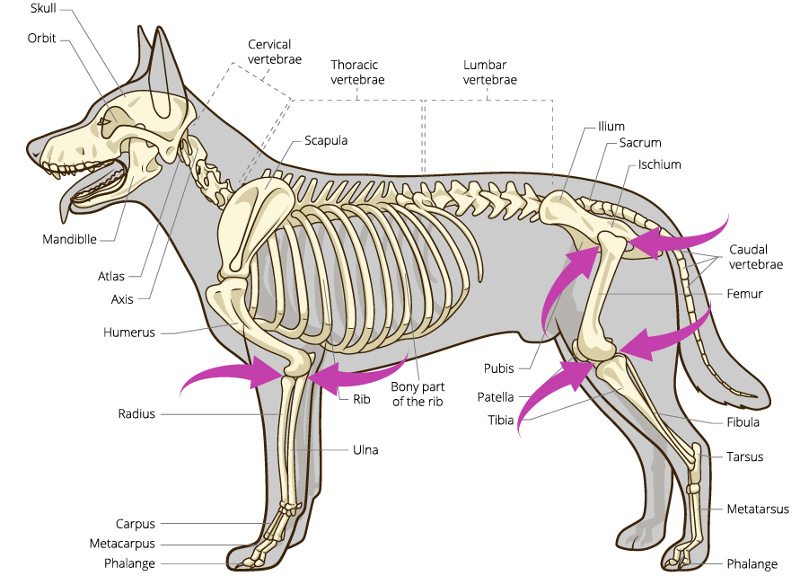 Skull
Orbit
Cervical
vertebrae
Thoracic
vertebrae
Lumbar
vertebrae
Scapula
Ilium
Sacrum
Ischium
Mandiblle
Atlas
Axis
Humerus
Caudal
vertebrae
Femur
Pubis
Patella
Tibia
Rib
Bony part
of the rib
Radius
Ulna
Fibula
Tarsus
Carpus
Metacarpus
Phalange
Metatarsus
Phalange